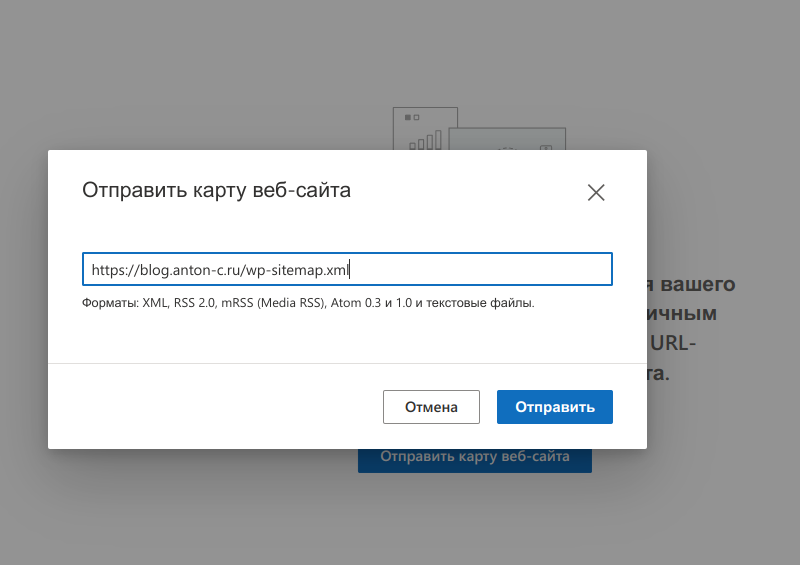 Отправить карту веб-сайта
https://blog.anton-c.ru/wp-sitemap.xml
Форматы: XML, RSS 2.0, mRSS (Media RSS), Atom 0.3 и 1.0 и текстовые файлы.
я вашего
ичным
URL-
та.
Отмена
Отправить
Отправить карту веб-сайта